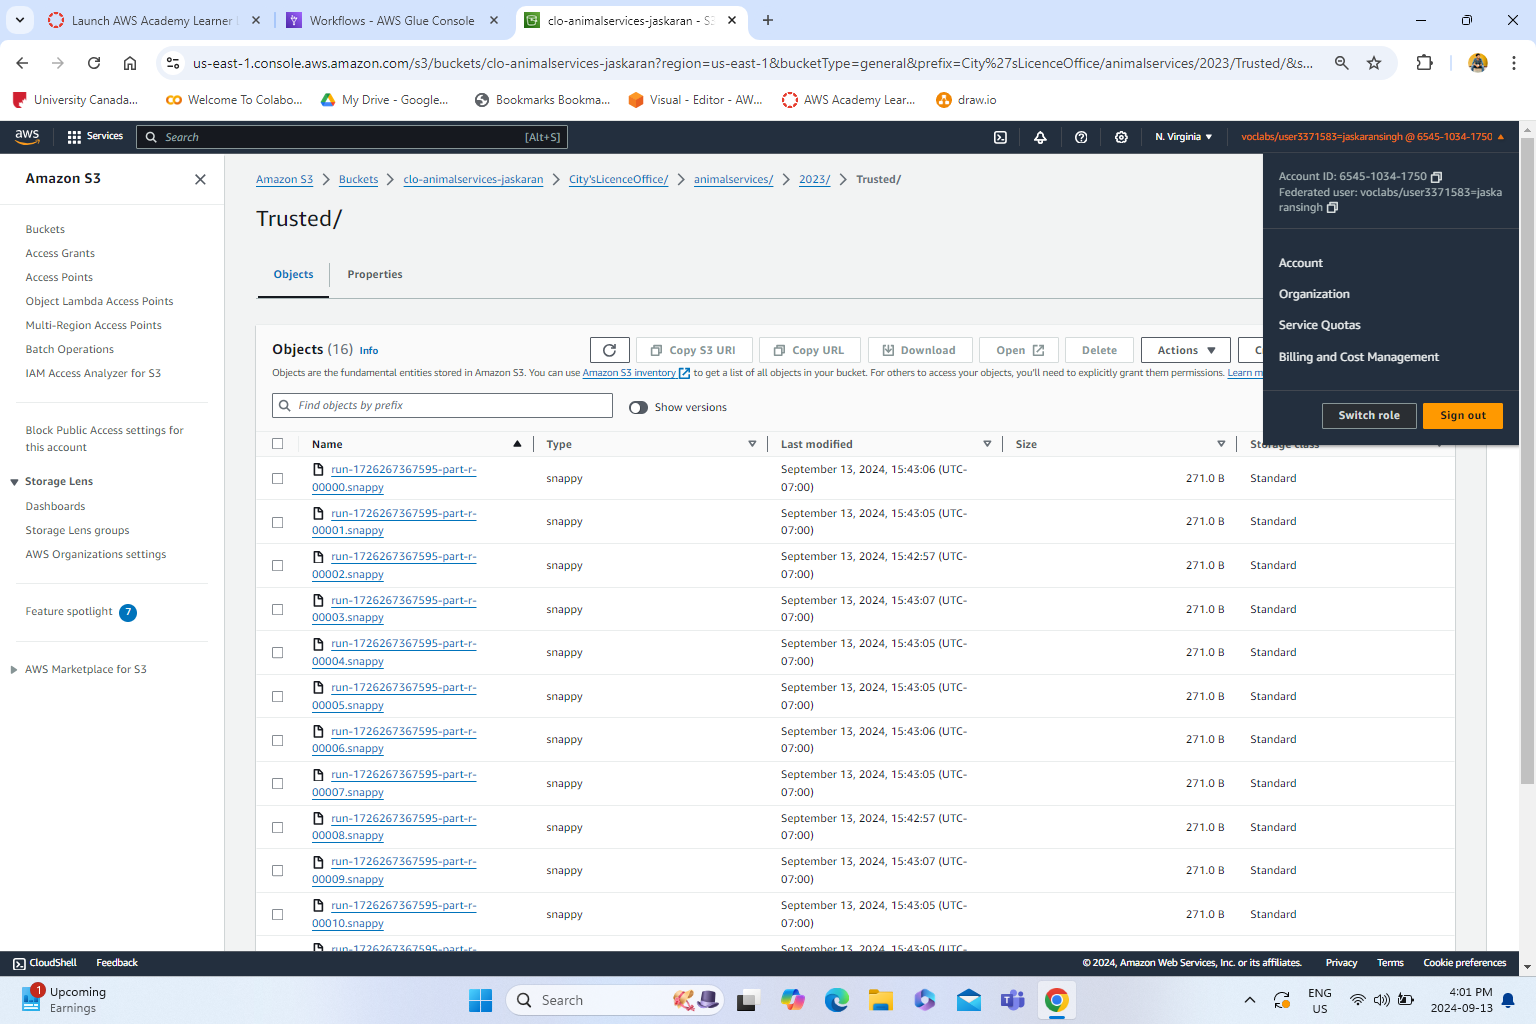 Launch AWS Academy Learner
Workflows - AWS Glue Console
clo-animalservices-jaskaran - S3
us-east-1.console.aws.amazon.com/s3/buckets/clo-animalservices-jaskaran?region=us-east-1&bucketType=general&prefix=City%27sLicenceOffice/animalservices/2023/Trusted/&s...
University Canada...
Welcome To Colabo...
My Drive - Google...
Bookmarks Bookma...
Visual - Editor - AW...
AWS Academy Lear...
draw.io
aws
Services
Search
[Alt+S]
N. Virginia
voclabs/user3371583=jaskaransingh @ 6545-1034-1750
Account ID: 6545-1034-1750
Federated user: voclabs/user3371583=jaska
ransingh
Account
Organization
Service Quotas
Billing and Cost Management
Switch role
Sign out
Amazon S3
Buckets
Access Grants
Access Points
Object Lambda Access Points
Multi-Region Access Points
Batch Operations
IAM Access Analyzer for S3
Block Public Access settings for
this account
Storage Lens
Dashboards
Storage Lens groups
AWS Organizations settings
Feature spotlight 7
AWS Marketplace for S3
Amazon S3 > Buckets > clo-animalservices-jaskaran > City'sLicenceOffice/ > animalservices/ > 2023/ > Trusted/
Trusted/
Objects
Properties
Objects (16) Info
Copy S3 URI
Copy URL
Download
Open
Delete
Actions
Objects are the fundamental entities stored in Amazon S3. You can use Amazon S3 inventory to get a list of all objects in your bucket. For others to access your objects, you'll need to explicitly grant them permissions. Learn m
Find objects by prefix
Show versions
Name Type Last modified Size Storage class
run-1726267367595-part-r- September 13, 2024, 15:43:06 (UTC-
00000.snappy snappy 07:00) 271.0 B Standard
run-1726267367595-part-r- September 13, 2024, 15:43:05 (UTC-
00001.snappy snappy 07:00) 271.0 B Standard
run-1726267367595-part-r- September 13, 2024, 15:42:57 (UTC-
00002.snappy snappy 07:00) 271.0 B Standard
run-1726267367595-part-r- September 13, 2024, 15:43:07 (UTC-
00003.snappy snappy 07:00) 271.0 B Standard
run-1726267367595-part-r- September 13, 2024, 15:43:05 (UTC-
00004.snappy snappy 07:00) 271.0 B Standard
run-1726267367595-part-r- September 13, 2024, 15:43:05 (UTC-
00005.snappy snappy 07:00) 271.0 B Standard
run-1726267367595-part-r- September 13, 2024, 15:43:06 (UTC-
00006.snappy snappy 07:00) 271.0 B Standard
run-1726267367595-part-r- September 13, 2024, 15:43:05 (UTC-
00007.snappy snappy 07:00) 271.0 B Standard
run-1726267367595-part-r- September 13, 2024, 15:42:57 (UTC-
00008.snappy snappy 07:00) 271.0 B Standard
run-1726267367595-part-r- September 13, 2024, 15:43:07 (UTC-
00009.snappy snappy 07:00) 271.0 B Standard
run-1726267367595-part-r- September 13, 2024, 15:43:05 (UTC-
00010.snappy snappy 07:00) 271.0 B Standard
run-1726267367595-part-r- September 13, 2024, 15:43:05 (UTC-
CloudShell
Feedback
© 2024, Amazon Web Services, Inc. or its affiliates.
Privacy
Terms
Cookie preferences
1
Upcoming
Earnings
Search
ENG
US
4:01 PM
2024-09-13